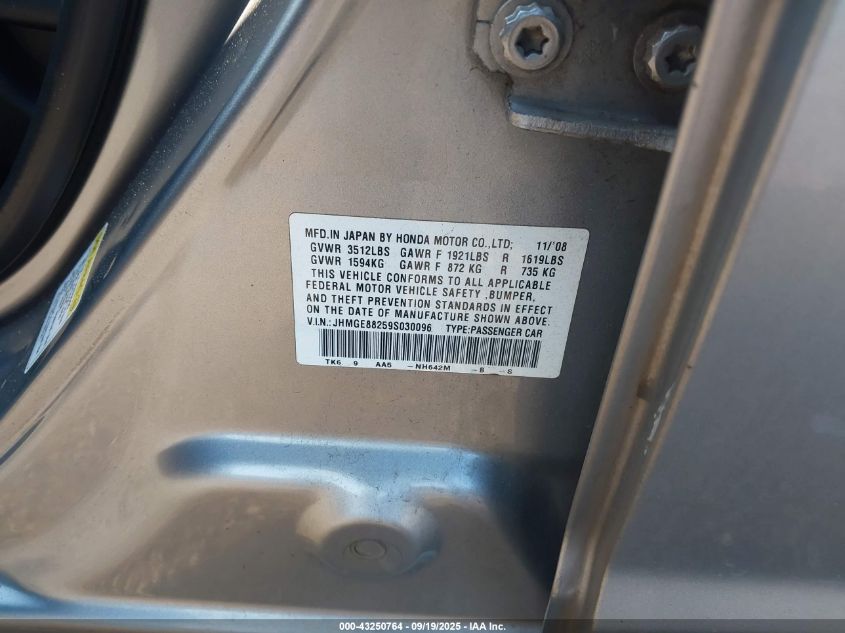 MFD.IN JAPAN BY HONDA MOTOR CO.,LTD; 11/'08
GVWR 3512LBS GAWR F 1921LBS R 1619LBS
GVWR 1594KG GAWR F 872 KG R 735 KG
THIS VEHICLE CONFORMS TO ALL APPLICABLE
FEDERAL MOTOR VEHICLE SAFETY ,BUMPER,
AND THEFT PREVENTION STANDARDS IN EFFECT
ON THE DATE OF MANUFACTURE SHOWN ABOVE.
V.I.N.:JHMGE88259S030096 TYPE:PASSENGER CAR
TK6 9 AA5 -NH642M -B -S
000-43250764 - 09/19/2025 - IAA Inc.